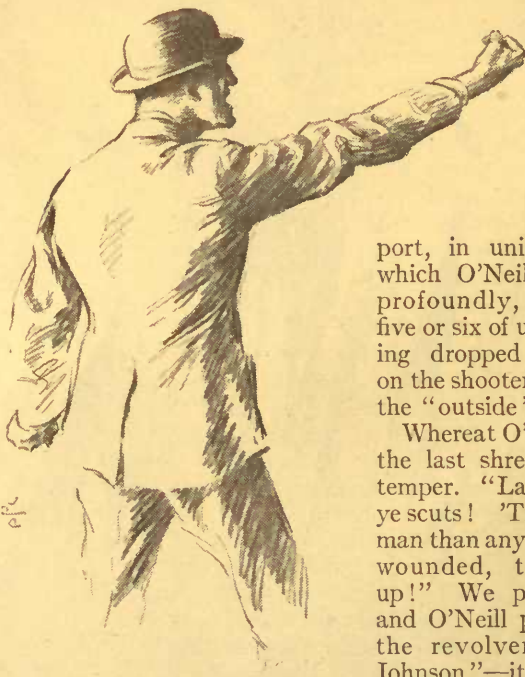 port, in uni
which O'Neil
profoundly,
five or six of u
ing dropped
on the shooter
the "outside"
Whereat O'
the last shre
temper. "La
ye scuts! 'T
man than any
wounded, t
up!" We p
and O'Neill p
the revolver
Johnson."—it